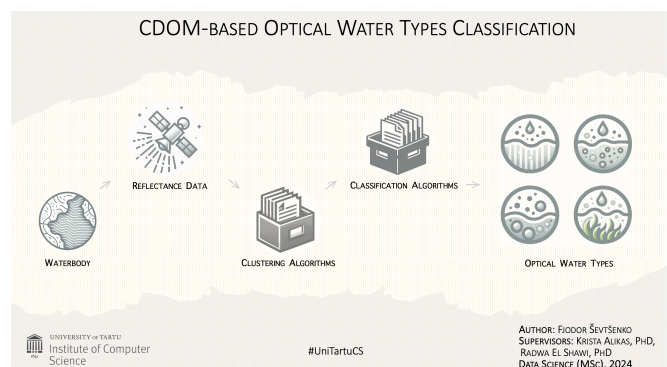 CDOM-BASED OPTICAL WATER TYPES CLASSIFICATION
REFLECTANCE DATA
CLASSIFICATION ALGORITHMS
WATERBODY
CLUSTERING ALGORITHMS
OPTICAL WATER TYPES
UNIVERSITY OF TARTU
Institute of Computer
Science
1632
#UniTartuCS
AUTHOR: FJODOR ŠEVTŠENKO
SUPERVISORS: KRISTA ALIKAS, PHD,
RADWA EL SHAWI, PHD
DATA SCIENCE (MSC), 2024